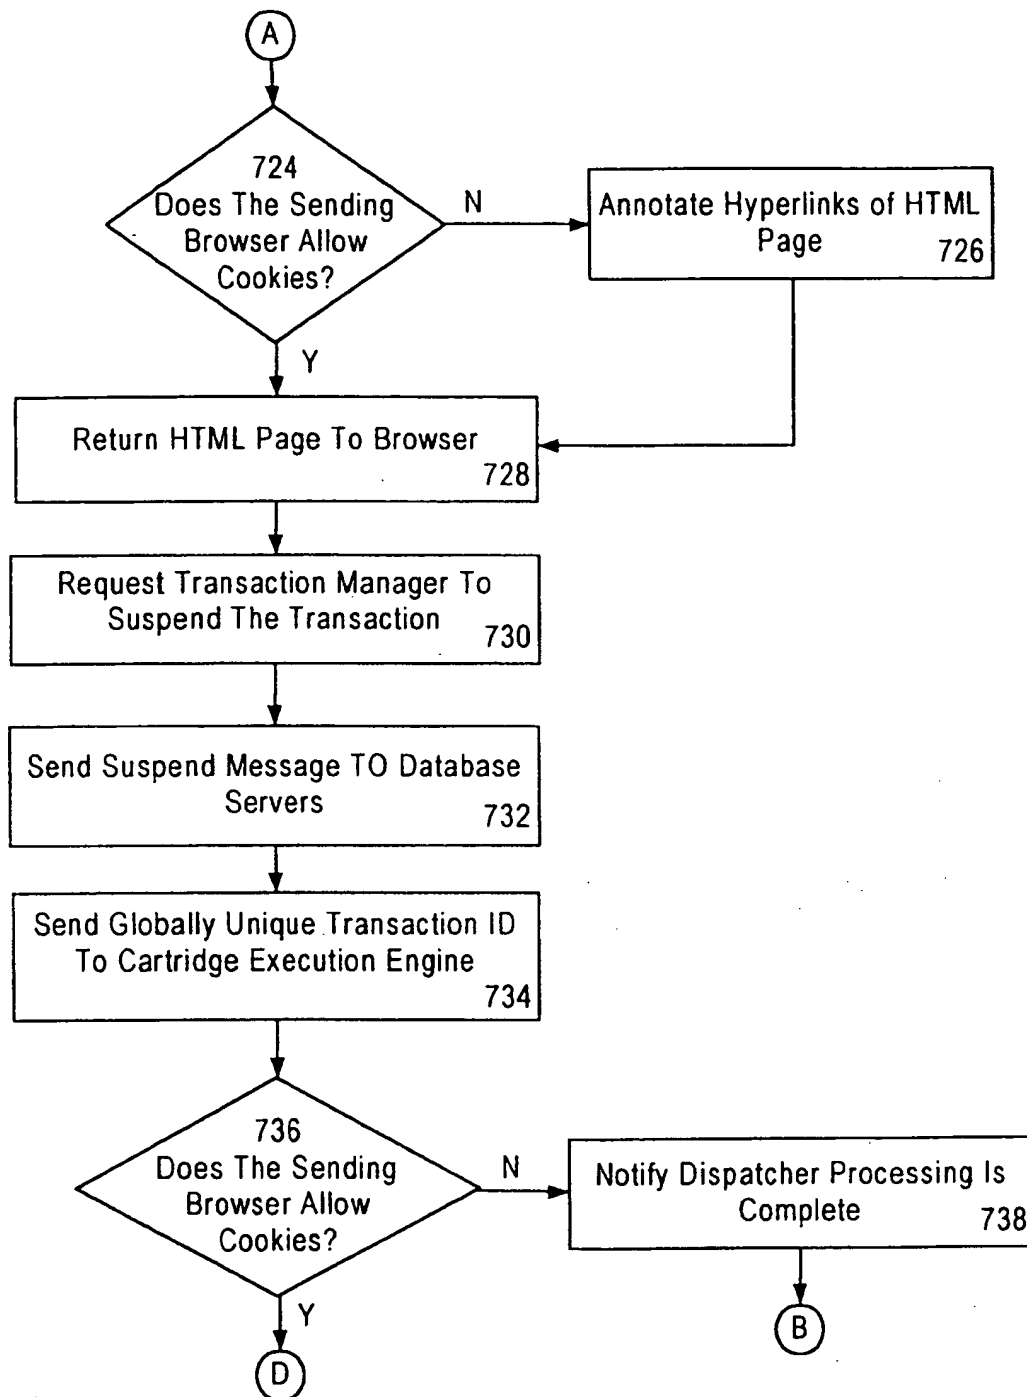 A
724
Does The Sending
Browser Allow
Cookies?
N
Annotate Hyperlinks of HTML
Page
726
Y
Return HTML Page To Browser
728
Request Transaction Manager To
Suspend The Transaction
730
Send Suspend Message TO Database
Servers
732
Send Globally Unique Transaction ID
To Cartridge Execution Engine
734
736
Does The Sending
Browser Allow
Cookies?
N
Notify Dispatcher Processing Is
Complete
738
Y
B
D